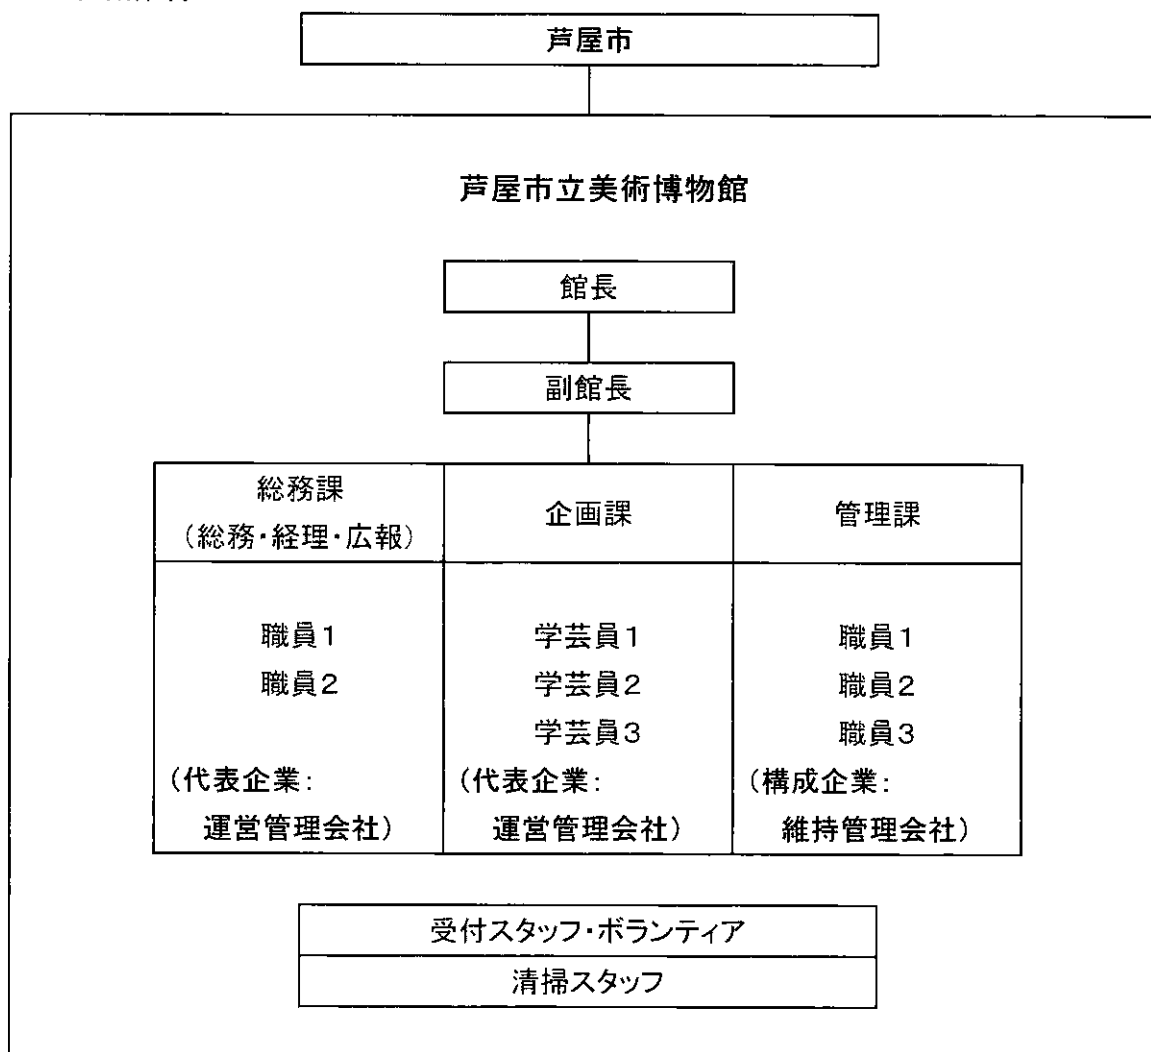 芦屋市
芦屋市立美術博物館
館長
副館長
総務課
(総務・経理・広報)
企画課
管理課
職員1
職員2
(代表企業:
運営管理会社)
学芸員1
学芸員2
学芸員3
(代表企業:
運営管理会社)
職員1
職員2
職員3
(構成企業:
維持管理会社)
受付スタッフ・ボランティア
清掃スタッフ